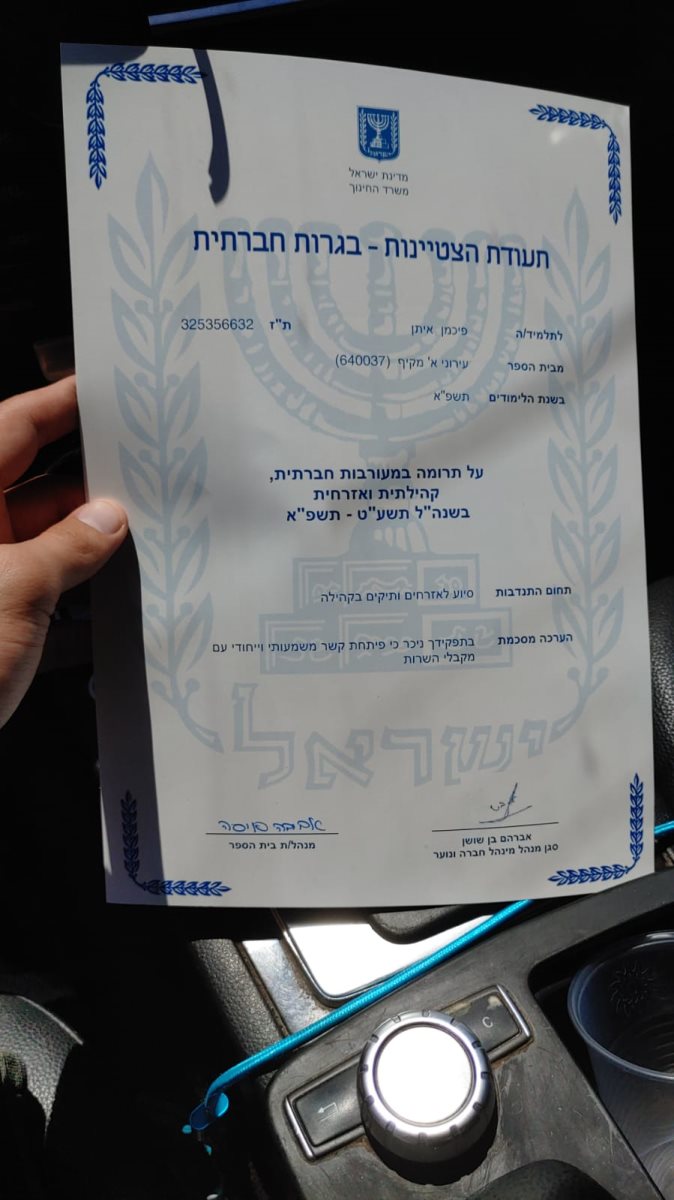 ישראל
מדינת ישראל
משרד החינוך
תעודת הצטיינות - בגרות חברתית
לתלמיד/ה פיכמן איתן ת"ז 325356632
מבית הספר עירוני א' מקיף (640037)
בשנת הלימודים תשפ"א
על תרומה במעורבות חברתית,
קהילתית ואזרחית
בשנה"ל תשע"ט - תשפ"א
תחום התנדבות סיוע לאזרחים ותיקים בקהילה
הערכה מסכמת בתפקידך ניכר כי פיתחת קשר משמעותי וייחודי עם
מקבלי השרות
ישראל
אברהם בן שושן
סגן מנהל מינהל חברה ונוער
מנהל/ת בית הספר
C